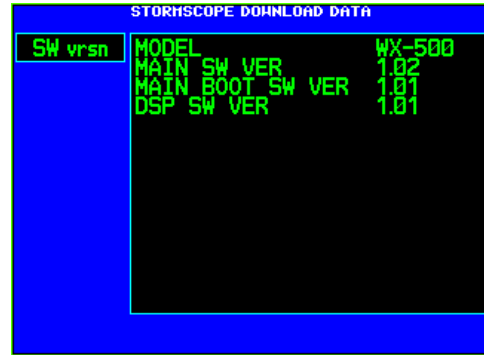 STORMSCOPE DOWNLOAD DATA
SW vrsn
MODEL WX-500
MAIN SW VER 1.02
MAIN BOOT SW VER 1.01
DSP SW VER 1.01